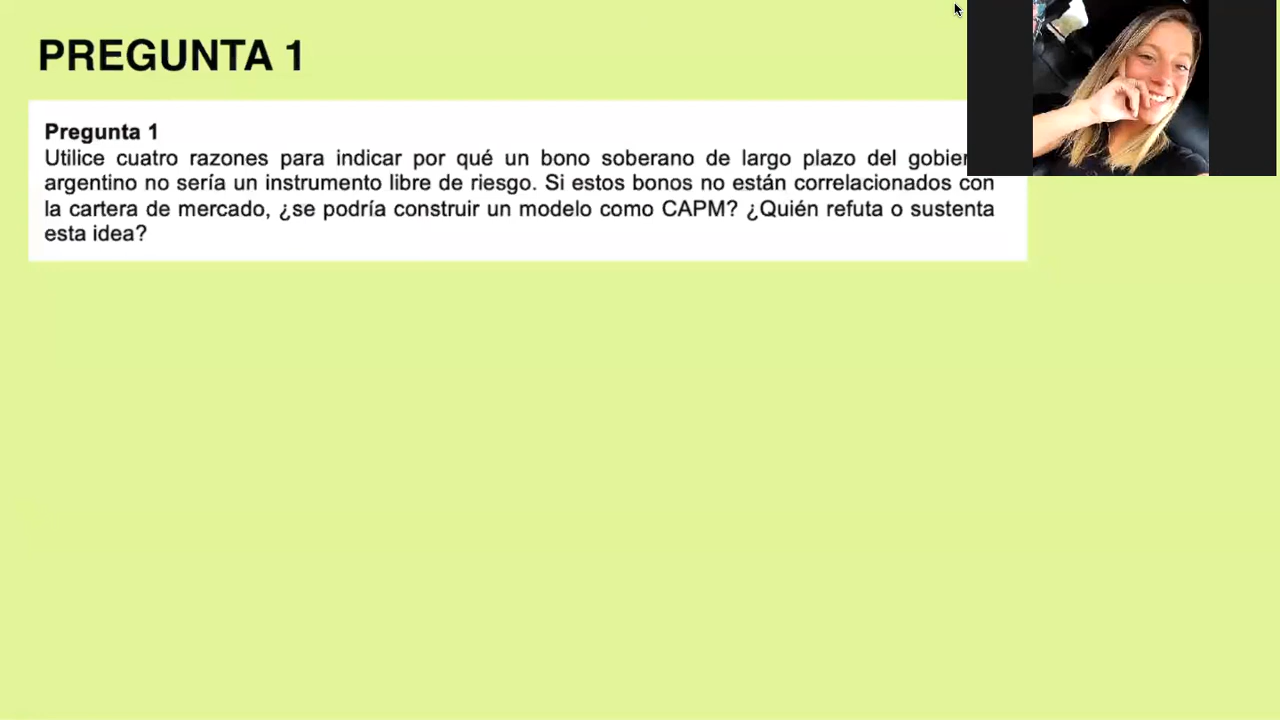 PREGUNTA 1
Pregunta 1
Utilice cuatro razones para indicar por qué un bono soberano de largo plazo del
argentino no sería un instrumento libre de riesgo. Si estos bonos no están correlacionados con
la cartera de mercado, ¿se podría construir un modelo como CAPM? ¿Quién refuta o sustenta
esta idea?